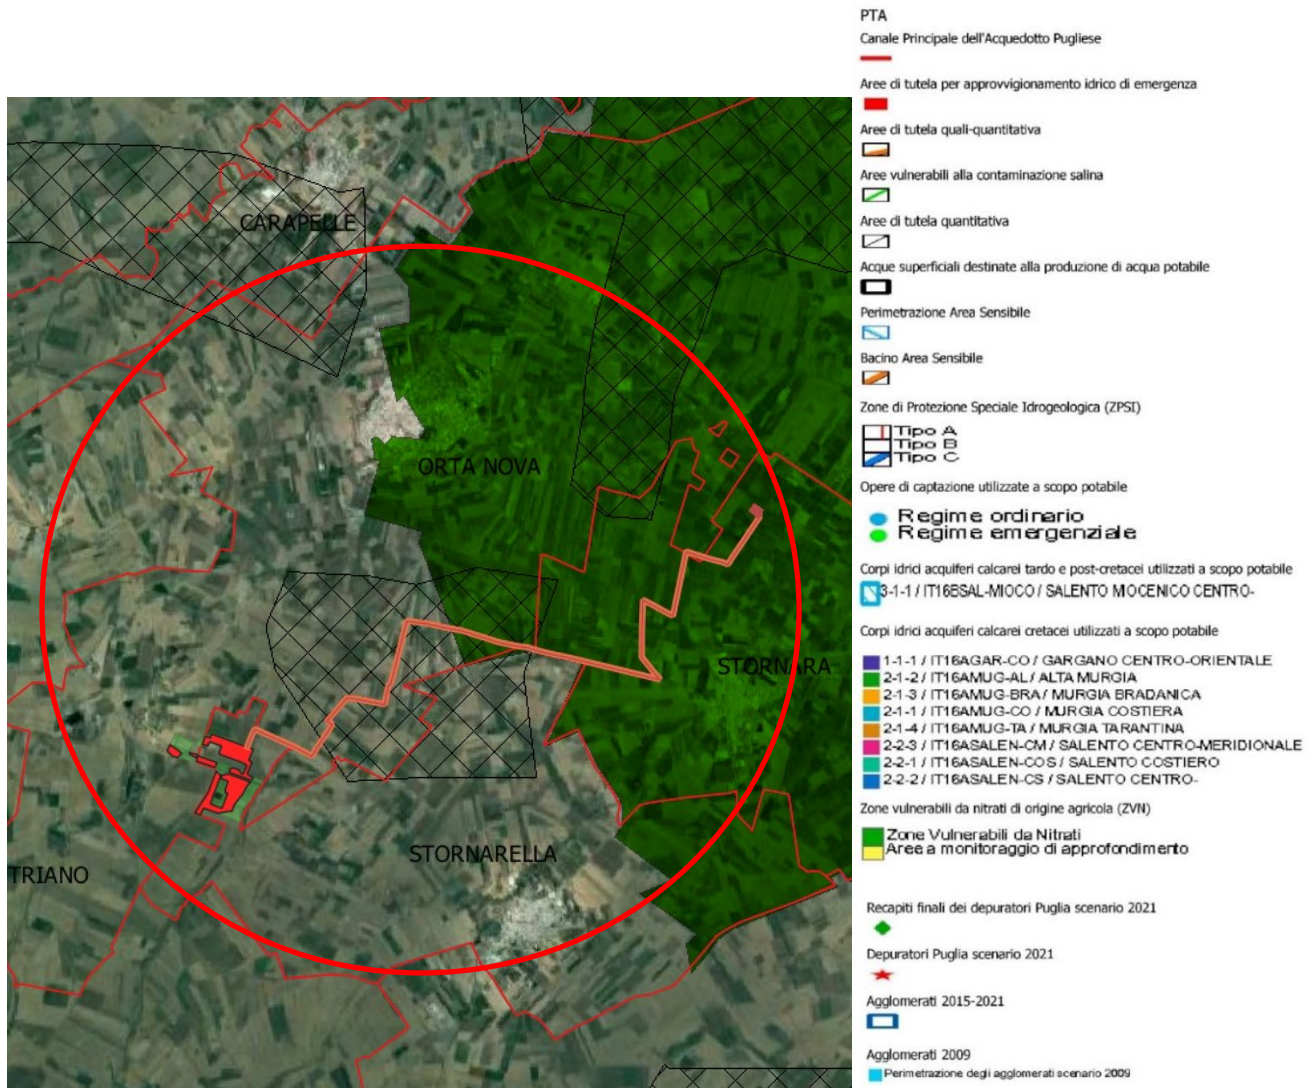 CARAPELLE
ORTA NOVA
STORNARA
STORNARELLA
TRIANO
PTA
Canale Principale dell'Acquedotto Pugliese
Aree di tutela per approvvigionamento idrico di emergenza
Aree di tutela quali-quantitativa
Aree vulnerabili alla contaminazione salina
Aree di tutela quantitativa
Acque superficiali destinate alla produzione di acqua potabile
Perimetrazione Area Sensibile
Bacino Area Sensibile
Zone di Protezione Speciale Idrogeologica (ZPSI)
Tipo A
Tipo B
Tipo C
Opere di captazione utilizzate a scopo potabile
Regime ordinario
Regime emergenziale
Corpi idrici acquiferi calcarei tardo e post-cretacei utilizzati a scopo potabile
3-1-1 / IT16BSAL-MIOCO / SALENTO MIOCENICO CENTRO-
Corpi idrici acquiferi calcarei cretacei utilizzati a scopo potabile
1-1-1 / IT16AGAR-CO / GARGANO CENTRO-ORIENTALE
2-1-2 / IT16AMUG-AL / ALTA MURGIA
2-1-3 / IT16AMUG-BRA / MURGIA BRADANICA
2-1-1 / IT16AMUG-CO / MURGIA COSTIERA
2-1-4 / IT16AMUG-TA / MURGIA TARANTINA
2-2-3 / IT16ASALEN-CM / SALENTO CENTRO-MERIDIONALE
2-2-1 / IT16ASALEN-COS / SALENTO COSTIERO
2-2-2 / IT16ASALEN-CS / SALENTO CENTRO-
Zone vulnerabili da nitrati di origine agricola (ZVN)
Zone Vulnerabili da Nitrati
Aree a monitoraggio di approfondimento
Recapiti finali dei depuratori Puglia scenario 2021
Depuratori Puglia scenario 2021
Agglomerati 2015-2021
Agglomerati 2009
Perimetrazione degli agglomerati scenario 2009